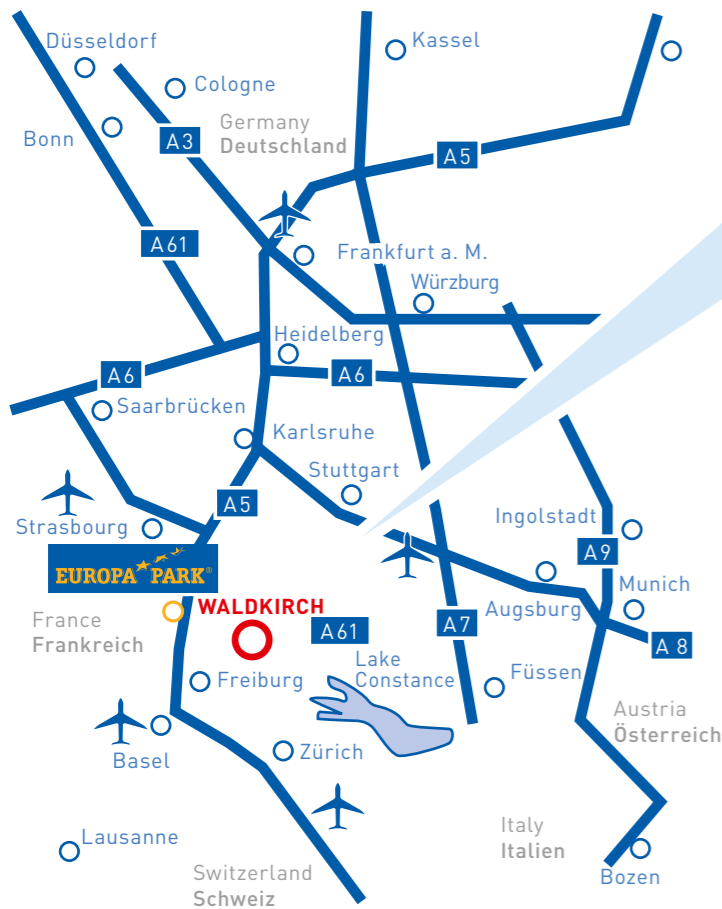 Düsseldorf
Kassel
Cologne
Germany
Deutschland
Bonn
A3
A5
A61
Frankfurt a. M.
Würzburg
Heidelberg
A6
A6
Saarbrücken
Karlsruhe
Stuttgart
A5
Strasbourg
Ingolstadt
A9
EUROPA PARK®
Munich
WALDKIRCH
Augsburg
France
Frankreich
A61
A7
A 8
Lake
Constance
Füssen
Freiburg
Austria
Österreich
Basel
Zürich
Italy
Italien
Lausanne
Bozen
Switzerland
Schweiz